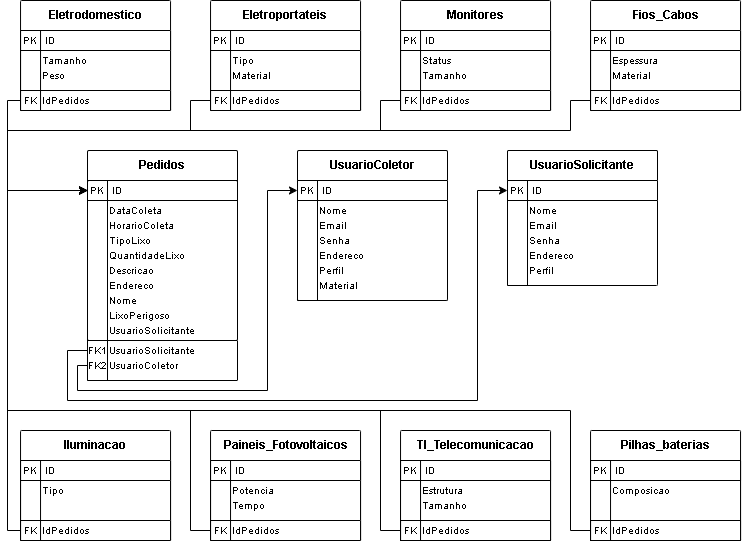 Eletrodomestico
PK ID
Tamanho
Peso
FK IdPedidos
Eletroportateis
PK ID
Tipo
Material
FK IdPedidos
Monitores
PK ID
Status
Tamanho
FK IdPedidos
Fios_Cabos
PK ID
Espessura
Material
FK IdPedidos
Pedidos
PK ID
DataColeta
HorarioColeta
TipoLixo
QuantidadeLixo
Descricao
Endereco
Nome
LixoPerigoso
UsuarioSolicitante
FK1 UsuarioSolicitante
FK2 UsuarioColetor
UsuarioColetor
PK ID
Nome
Email
Senha
Endereco
Perfil
Material
UsuarioSolicitante
PK ID
Nome
Email
Senha
Endereco
Perfil
Iluminacao
PK ID
Tipo
FK IdPedidos
Paineis_Fotovoltaicos
PK ID
Potencia
Tempo
FK IdPedidos
TI_Telecomunicacao
PK ID
Estrutura
Tamanho
FK IdPedidos
Pilhas_baterias
PK ID
Composicao
FK IdPedidos